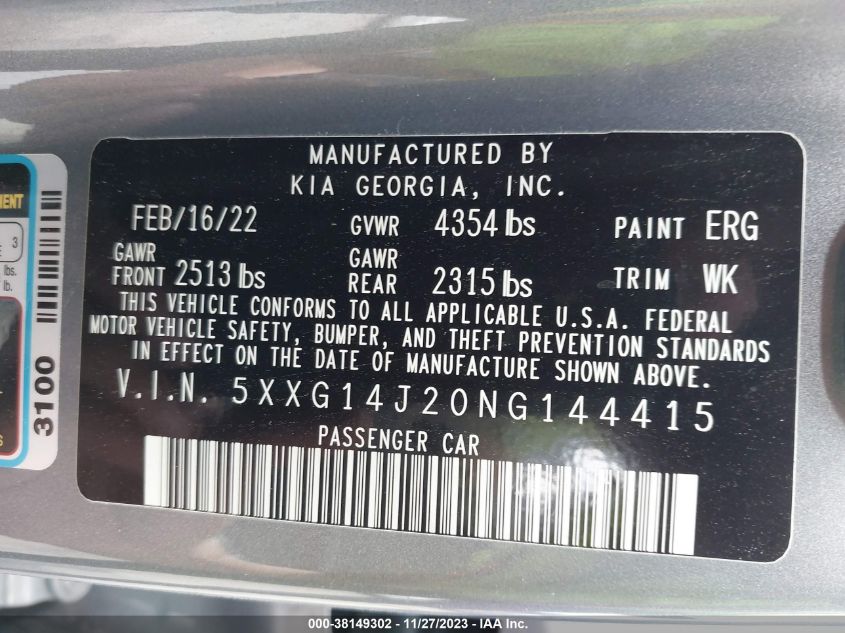 MANUFACTURED BY
KIA GEORGIA, INC.
FEB/16/22 GVWR 4354 lbs PAINT ERG
GAWR FRONT 2513 lbs GAWR REAR 2315 lbs TRIM WK
THIS VEHICLE CONFORMS TO ALL APPLICABLE U.S.A. FEDERAL
MOTOR VEHICLE SAFETY, BUMPER, AND THEFT PREVENTION STANDARDS
IN EFFECT ON THE DATE OF MANUFACTURE SHOWN ABOVE.
V.I.N. 5XXG14J20NG144415
PASSENGER CAR
3
lbs.
lb.
3100
000-38149302 - 11/27/2023 - IAA Inc.